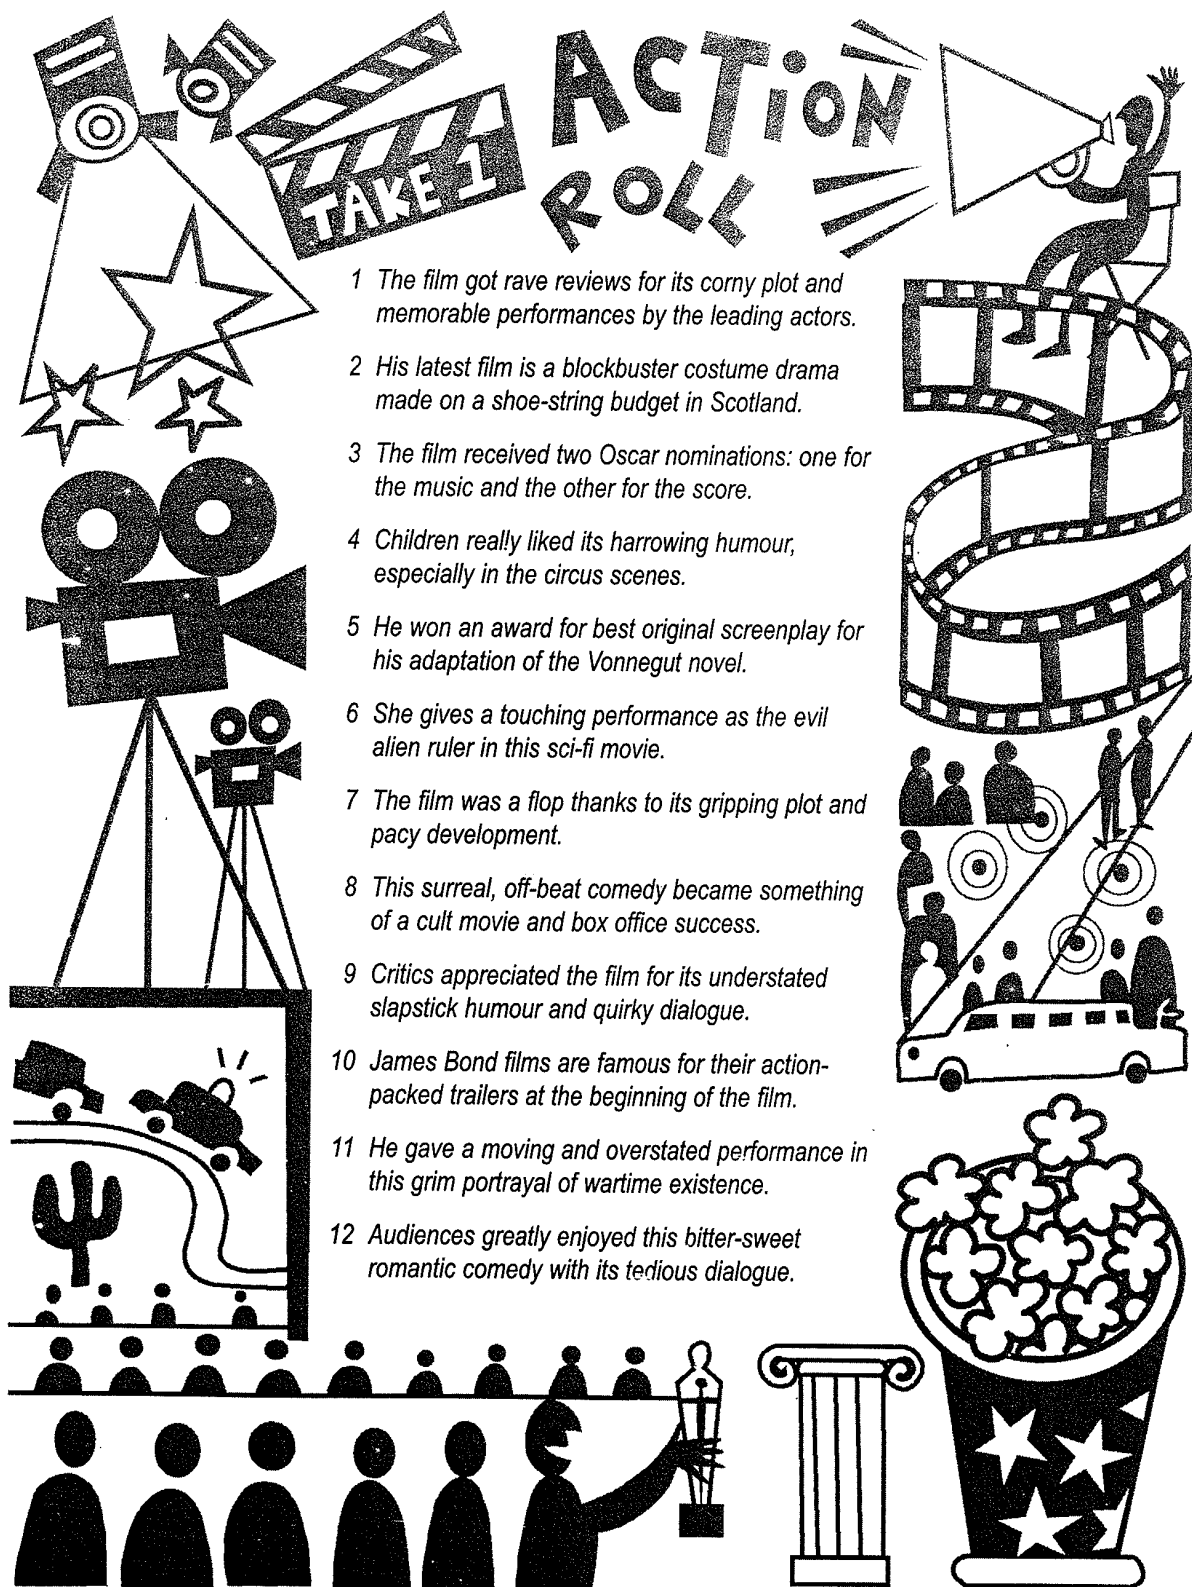 ACTION
ROLL
TAKE 1
1 The film got rave reviews for its corny plot and
memorable performances by the leading actors.
2 His latest film is a blockbuster costume drama
made on a shoe-string budget in Scotland.
3 The film received two Oscar nominations: one for
the music and the other for the score.
4 Children really liked its harrowing humour,
especially in the circus scenes.
5 He won an award for best original screenplay for
his adaptation of the Vonnegut novel.
6 She gives a touching performance as the evil
alien ruler in this sci-fi movie.
7 The film was a flop thanks to its gripping plot and
pacy development.
8 This surreal, off-beat comedy became something
of a cult movie and box office success.
9 Critics appreciated the film for its understated
slapstick humour and quirky dialogue.
10 James Bond films are famous for their action-
packed trailers at the beginning of the film.
11 He gave a moving and overstated performance in
this grim portrayal of wartime existence.
12 Audiences greatly enjoyed this bitter-sweet
romantic comedy with its tedious dialogue.